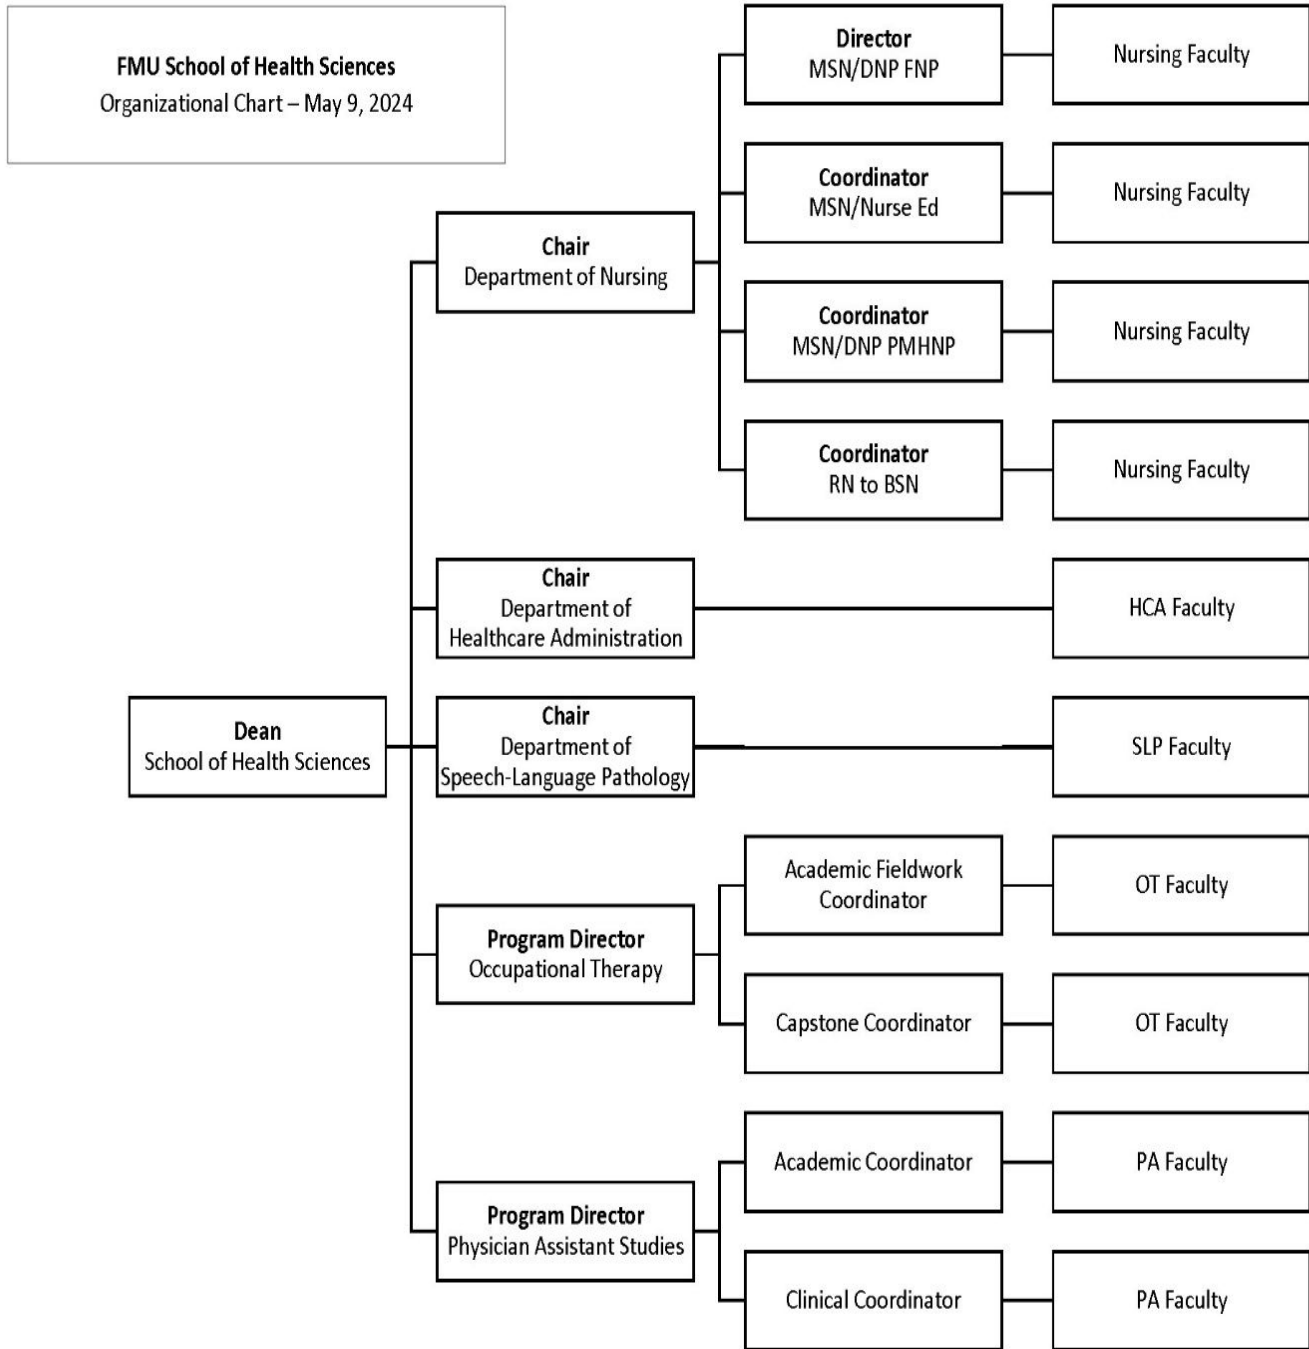 FMU School of Health Sciences
Organizational Chart – May 9, 2024
Director
MSN/DNP FNP
Nursing Faculty
Coordinator
MSN/Nurse Ed
Nursing Faculty
Chair
Department of Nursing
Coordinator
MSN/DNP PMHNP
Nursing Faculty
Coordinator
RN to BSN
Nursing Faculty
Chair
Department of
Healthcare Administration
HCA Faculty
Dean
School of Health Sciences
Chair
Department of
Speech-Language Pathology
SLP Faculty
Program Director
Occupational Therapy
Academic Fieldwork
Coordinator
OT Faculty
Capstone Coordinator
OT Faculty
Program Director
Physician Assistant Studies
Academic Coordinator
PA Faculty
Clinical Coordinator
PA Faculty